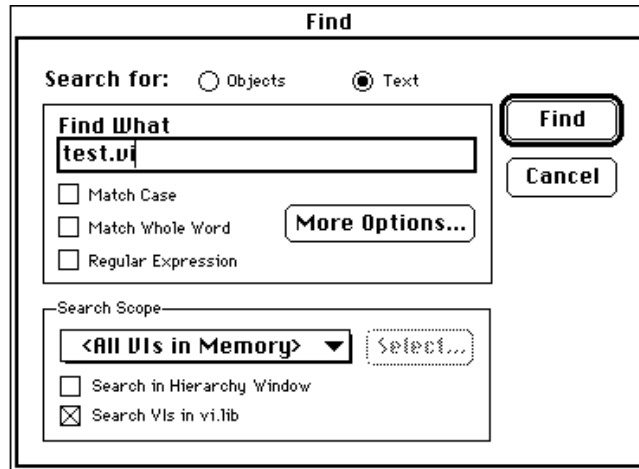 Find
Search for: Objects Text
Find What
test.vi
Match Case
Match Whole Word
Regular Expression
More Options...
Find
Cancel
Search Scope
<All VIs in Memory> Select...
Search in Hierarchy Window
Search VIs in vi.lib